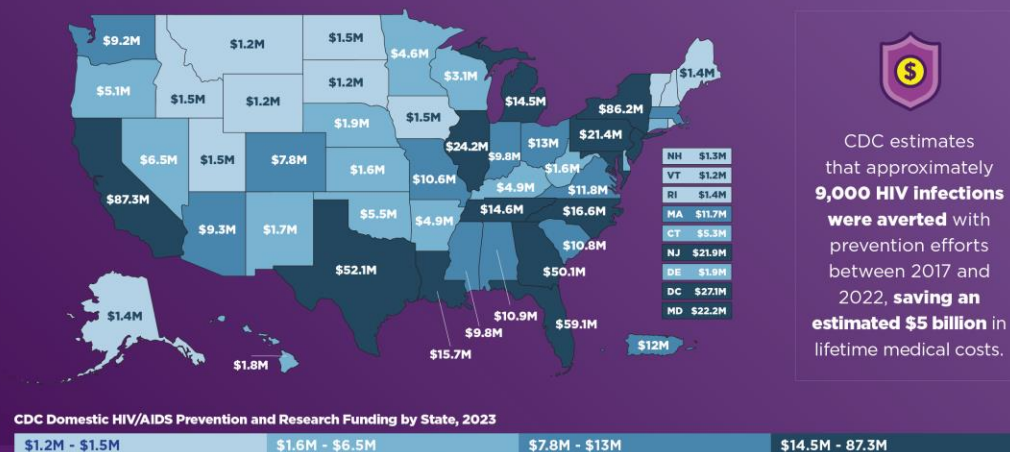 $9.2M
$1.2M
$1.5M
$4.6M
$1.4M
$5.1M
$1.5M
$1.2M
$1.2M
$3.1M
$14.5M
$86.2M
$1.9M
$1.5M
$21.4M
$6.5M
$1.5M
$7.8M
$1.6M
$10.6M
$24.2M
$9.8M
$13M
$1.6M
$11.8M
$87.3M
$4.9M
$9.3M
$1.7M
$5.5M
$4.9M
$14.6M
$16.6M
$10.8M
$52.1M
$50.1M
$10.9M
$9.8M
$15.7M
$59.1M
$1.4M
$1.8M
$12M
NH $1.3M
VT $1.2M
RI $1.4M
MA $11.7M
CT $5.3M
NJ $21.9M
DE $1.9M
DC $27.1M
MD $22.2M
$
CDC estimates
that approximately
9,000 HIV infections
were averted with
prevention efforts
between 2017 and
2022, saving an
estimated $5 billion in
lifetime medical costs.
CDC Domestic HIV/AIDS Prevention and Research Funding by State, 2023
$1.2M - $1.5M
$1.6M - $6.5M
$7.8M - $13M
$14.5M - 87.3M